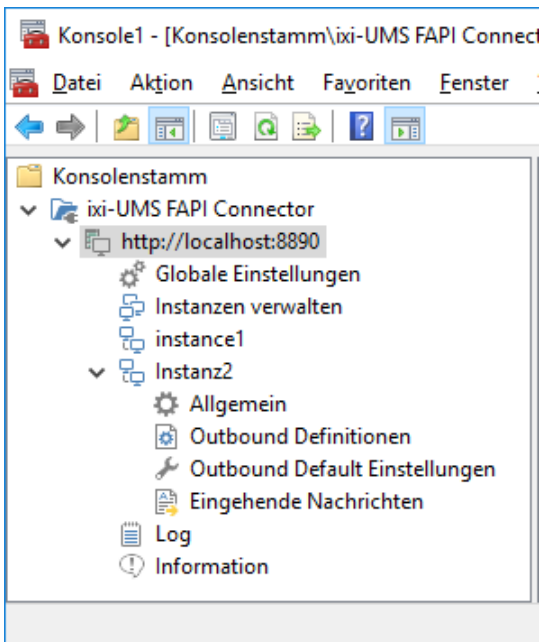 Konsole1 - [Konsolenstamm\ixi-UMS FAPI Connect
Datei Aktion Ansicht Favoriten Fenster
Konsolenstamm
ixi-UMS FAPI Connector
http://localhost:8890
Globale Einstellungen
Instanzen verwalten
instance1
Instanz2
Allgemein
Outbound Definitionen
Outbound Default Einstellungen
Eingehende Nachrichten
Log
Information